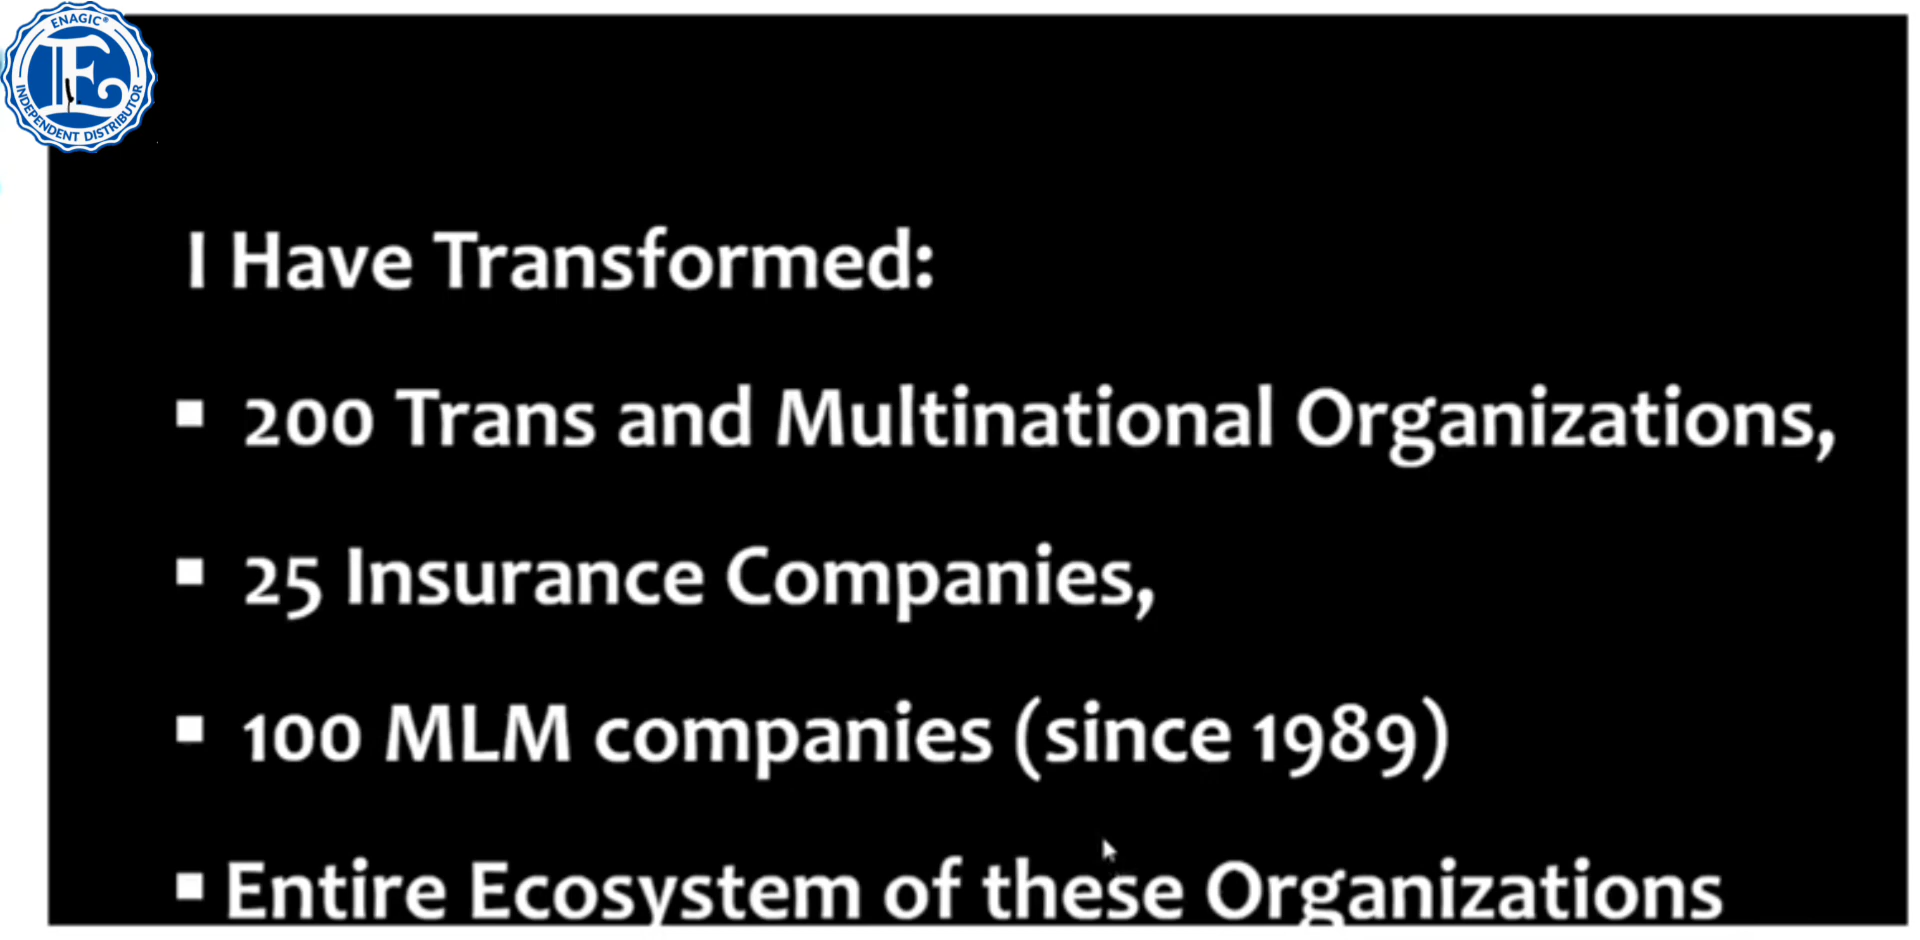 ENAGIC®
E
INDEPENDENT DISTRIBUTOR
I Have Transformed:
▪ 200 Trans and Multinational Organizations,
▪ 25 Insurance Companies,
▪ 100 MLM companies (since 1989)
▪ Entire Ecosystem of these Organizations